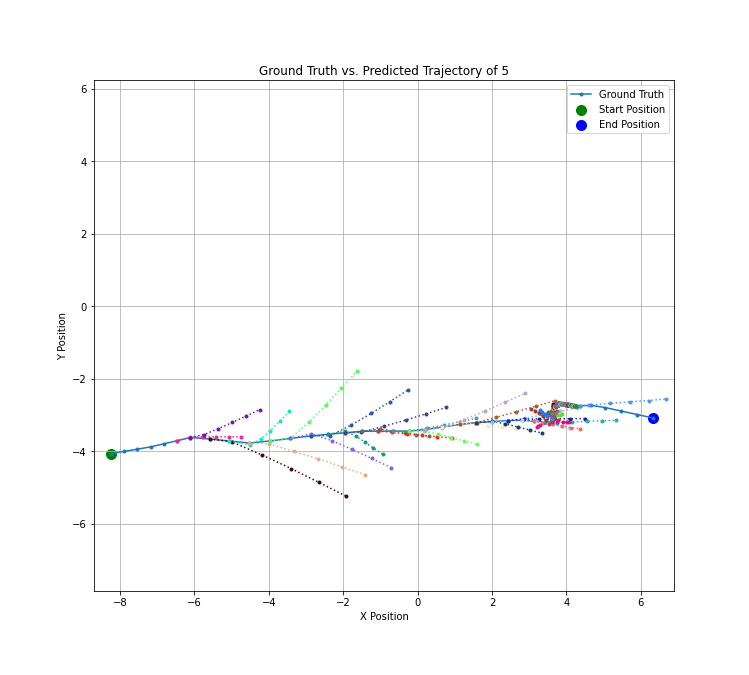 Ground Truth vs. Predicted Trajectory of 5
Ground Truth
Start Position
End Position
6
4
2
0
−2
−4
−6
Y Position
−8 −6 −4 −2 0 2 4 6
X Position